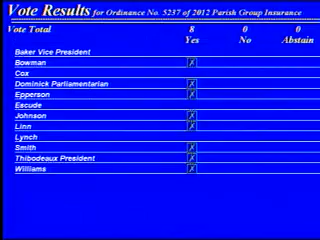 Vote Results for Ordinance No. 5237 of 2012 Parish Group Insurance
Vote Total 8 0 0
Yes No Abstain
Baker Vice President
Bowman X
Cox
Dominick Parliamentarian X
Epperson X
Escude
Johnson X
Linn X
Lynch
Smith X
Thibodeaux President X
Williams X